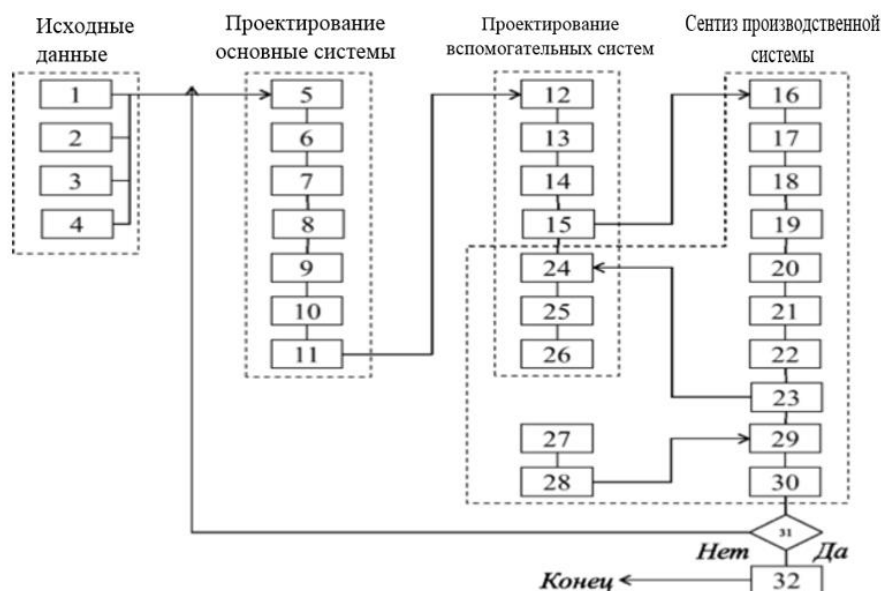 Исходные
данные
Проектирование
основные системы
Проектирование
вспомогательных систем
Сентиз производственной
системы
1
2
3
4
5
6
7
8
9
10
11
12
13
14
15
24
25
26
27
28
16
17
18
19
20
21
22
23
29
30
31
Нет
Да
32
Конец